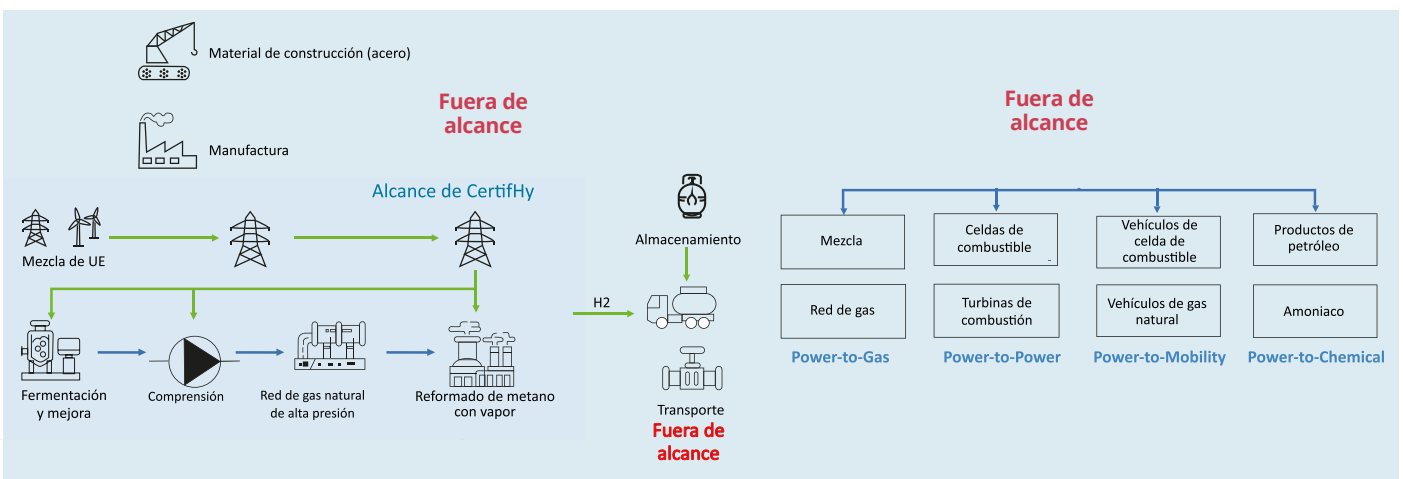 Material de construcción (acero)
Fuera de
alcance
Manufactura
Alcance de CertifHy
Mezcla de UE
Fermentación
y mejora
Comprensión
Red de gas natural
de alta presión
Reformado de metano
con vapor
H2
Almacenamiento
Transporte
Fuera de
alcance
Fuera de
alcance
Mezcla
Red de gas
Power-to-Gas
Celdas de
combustible
Turbinas de
combustión
Power-to-Power
Vehículos de
celda de
combustible
Vehículos de gas
natural
Power-to-Mobility
Productos de
petróleo
Amoniaco
Power-to-Chemical